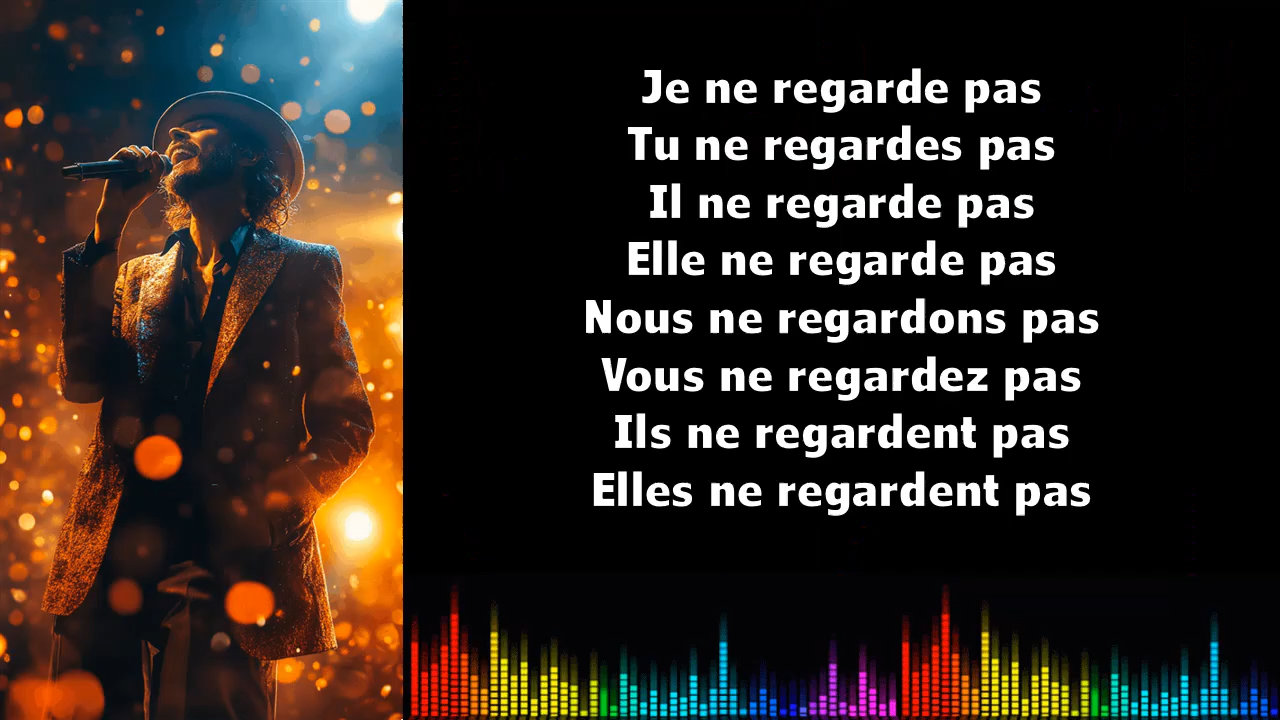 Je ne regarde pas
Tu ne regardes pas
Il ne regarde pas
Elle ne regarde pas
Nous ne regardons pas
Vous ne regardez pas
Ils ne regardent pas
Elles ne regardent pas